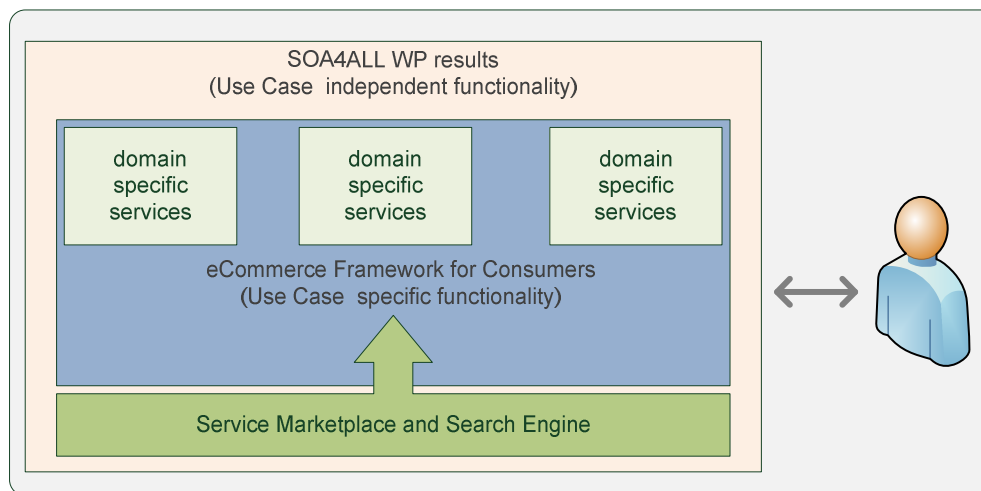 SOA4ALL WP results
(Use Case independent functionality)
domain
specific
services
domain
specific
services
domain
specific
services
eCommerce Framework for Consumers
(Use Case specific functionality)
Service Marketplace and Search Engine